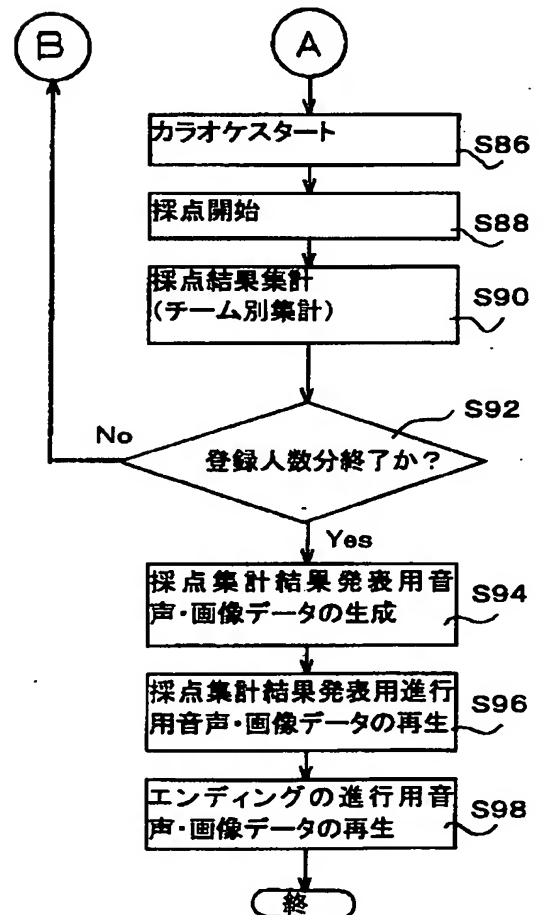 B
A
カラオケスタート
S86
採点開始
S88
採点結果集計
(チーム別集計)
S90
S92
No
登録人数分終了か?
Yes
採点集計結果発表用音
声・画像データの生成
S94
採点集計結果発表用進行
用音声・画像データの再生
S96
エンディングの進行用音
声・画像データの再生
S98
終